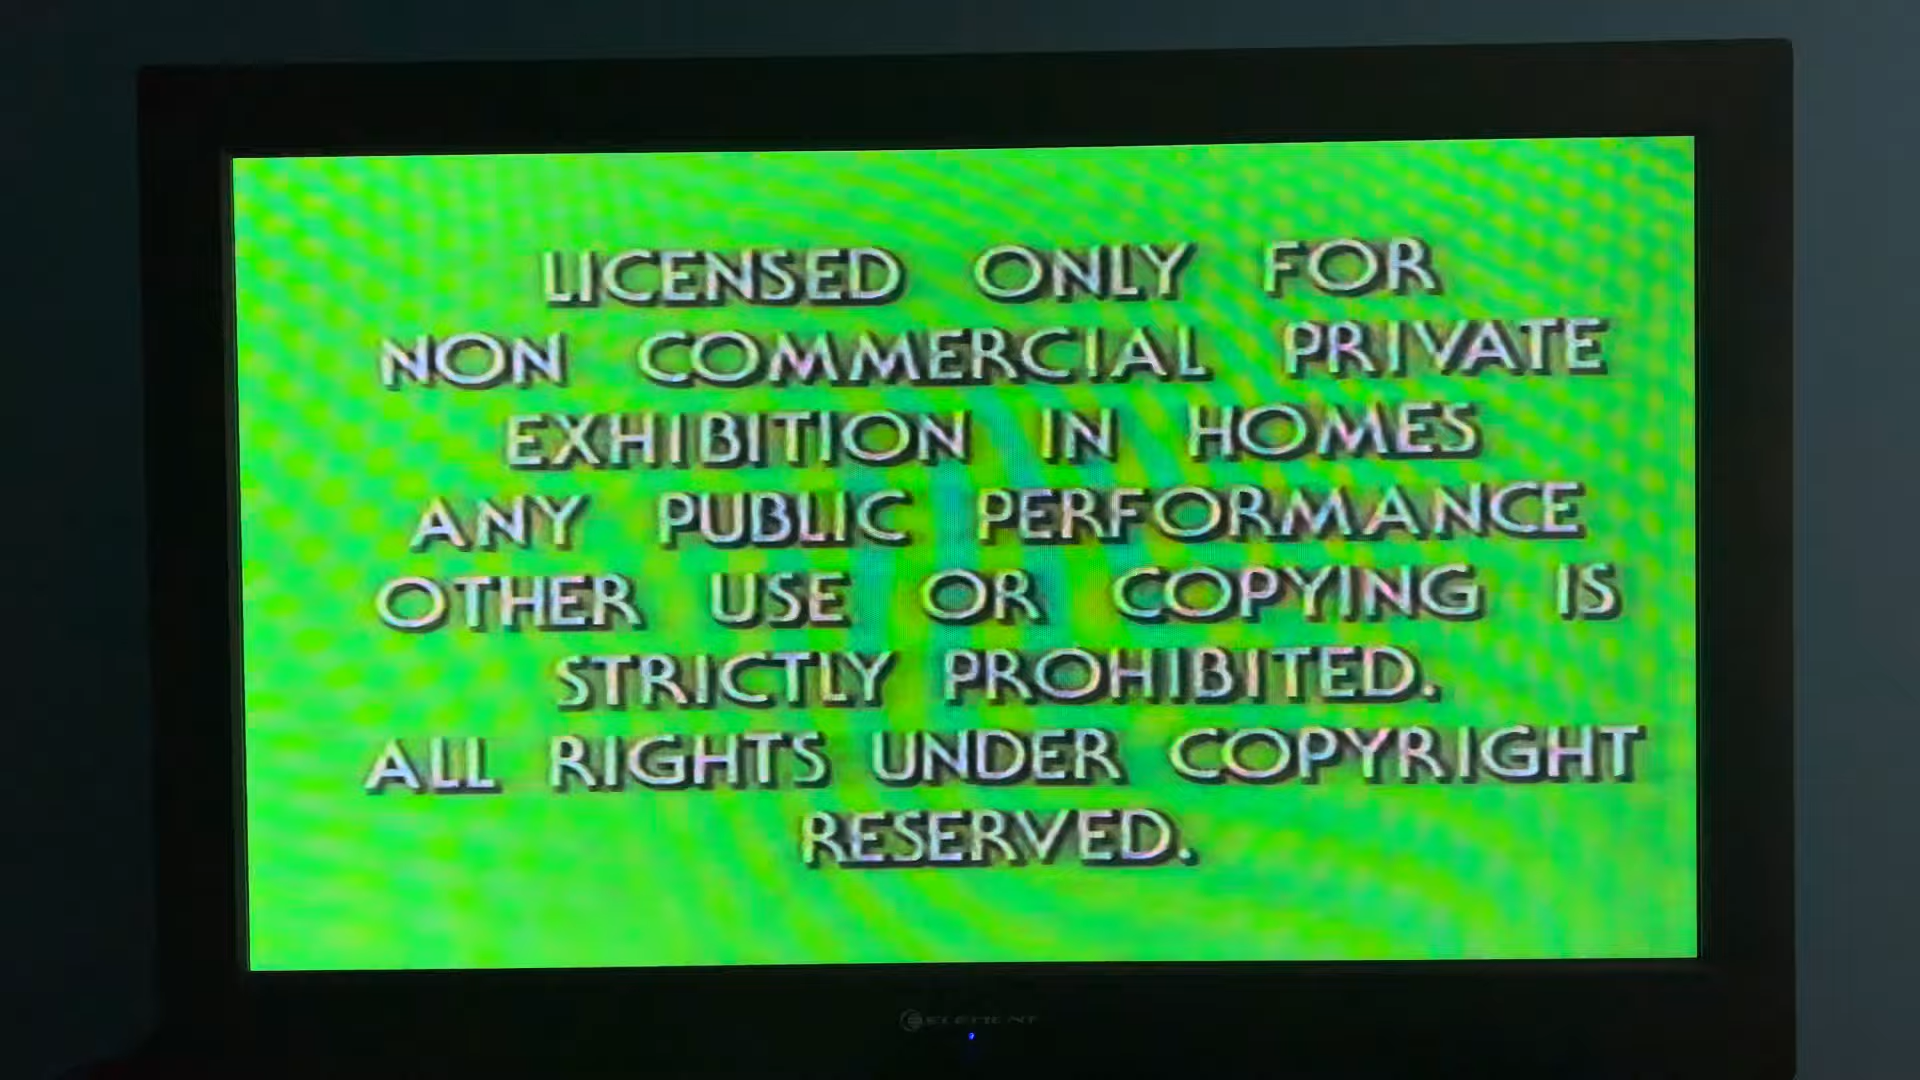 LICENSED ONLY FOR
NON COMMERCIAL PRIVATE
EXHIBITION IN HOMES
ANY PUBLIC PERFORMANCE
OTHER USE OR COPYING IS
STRICTLY PROHIBITED.
ALL RIGHTS UNDER COPYRIGHT
RESERVED.
ELEMENT